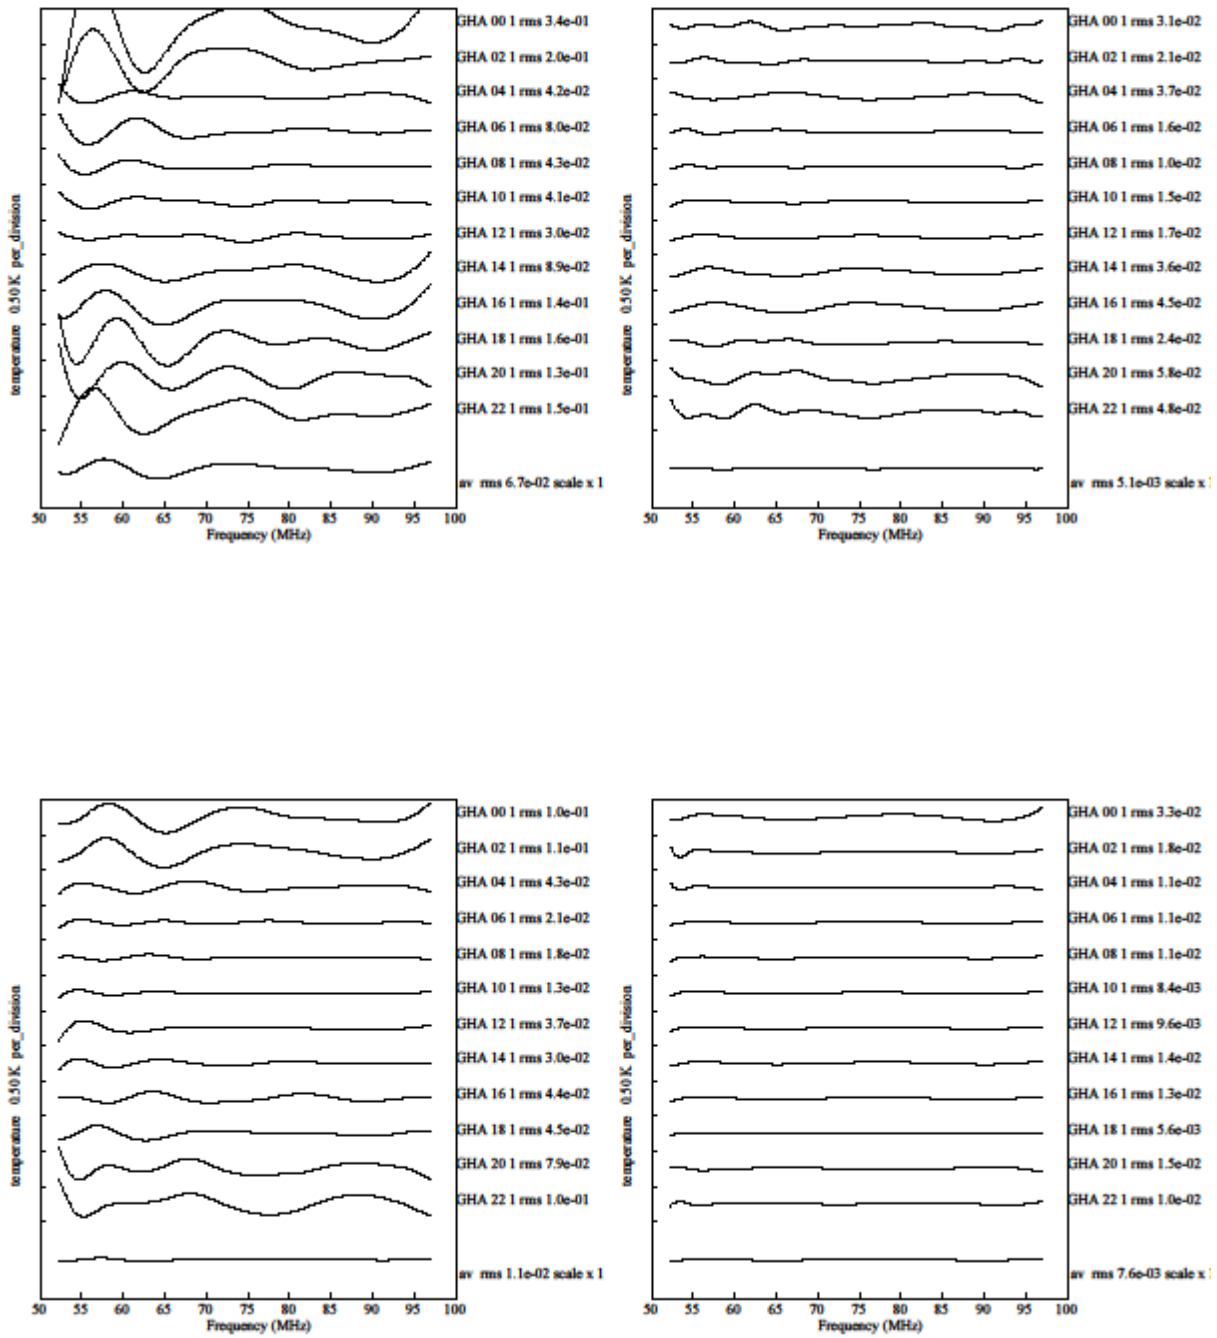 GHA 00 1 rms 3.4e-01
GHA 02 1 rms 2.0e-01
GHA 04 1 rms 4.2e-02
GHA 06 1 rms 8.0e-02
GHA 08 1 rms 4.3e-02
GHA 10 1 rms 4.1e-02
GHA 12 1 rms 3.0e-02
GHA 14 1 rms 8.9e-02
GHA 16 1 rms 1.4e-01
GHA 18 1 rms 1.6e-01
GHA 20 1 rms 1.3e-01
GHA 22 1 rms 1.5e-01
av rms 6.7e-02 scale x 1
temperature 0.50 K per_division
50 55 60 65 70 75 80 85 90 95 100
Frequency (MHz)
GHA 00 1 rms 3.1e-02
GHA 02 1 rms 2.1e-02
GHA 04 1 rms 3.7e-02
GHA 06 1 rms 1.6e-02
GHA 08 1 rms 1.0e-02
GHA 10 1 rms 1.5e-02
GHA 12 1 rms 1.7e-02
GHA 14 1 rms 3.6e-02
GHA 16 1 rms 4.5e-02
GHA 18 1 rms 2.4e-02
GHA 20 1 rms 5.8e-02
GHA 22 1 rms 4.8e-02
av rms 5.1e-03 scale x 1
temperature 0.50 K per_division
50 55 60 65 70 75 80 85 90 95 100
Frequency (MHz)
GHA 00 1 rms 1.0e-01
GHA 02 1 rms 1.1e-01
GHA 04 1 rms 4.3e-02
GHA 06 1 rms 2.1e-02
GHA 08 1 rms 1.8e-02
GHA 10 1 rms 1.3e-02
GHA 12 1 rms 3.7e-02
GHA 14 1 rms 3.0e-02
GHA 16 1 rms 4.4e-02
GHA 18 1 rms 4.5e-02
GHA 20 1 rms 7.9e-02
GHA 22 1 rms 1.0e-01
av rms 1.1e-02 scale x 1
temperature 0.50 K per_division
50 55 60 65 70 75 80 85 90 95 100
Frequency (MHz)
GHA 00 1 rms 3.3e-02
GHA 02 1 rms 1.8e-02
GHA 04 1 rms 1.1e-02
GHA 06 1 rms 1.1e-02
GHA 08 1 rms 1.1e-02
GHA 10 1 rms 8.4e-03
GHA 12 1 rms 9.6e-03
GHA 14 1 rms 1.4e-02
GHA 16 1 rms 1.3e-02
GHA 18 1 rms 5.6e-03
GHA 20 1 rms 1.5e-02
GHA 22 1 rms 1.0e-02
av rms 7.6e-03 scale x 1
temperature 0.50 K per_division
50 55 60 65 70 75 80 85 90 95 100
Frequency (MHz)